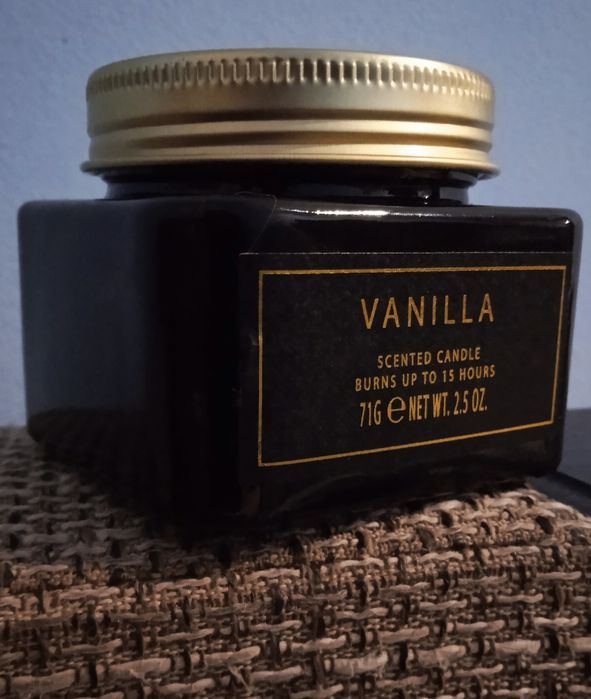 VANILLA
SCENTED CANDLE
BURNS UP TO 15 HOURS
71G ℮ NET WT. 2.5 OZ.